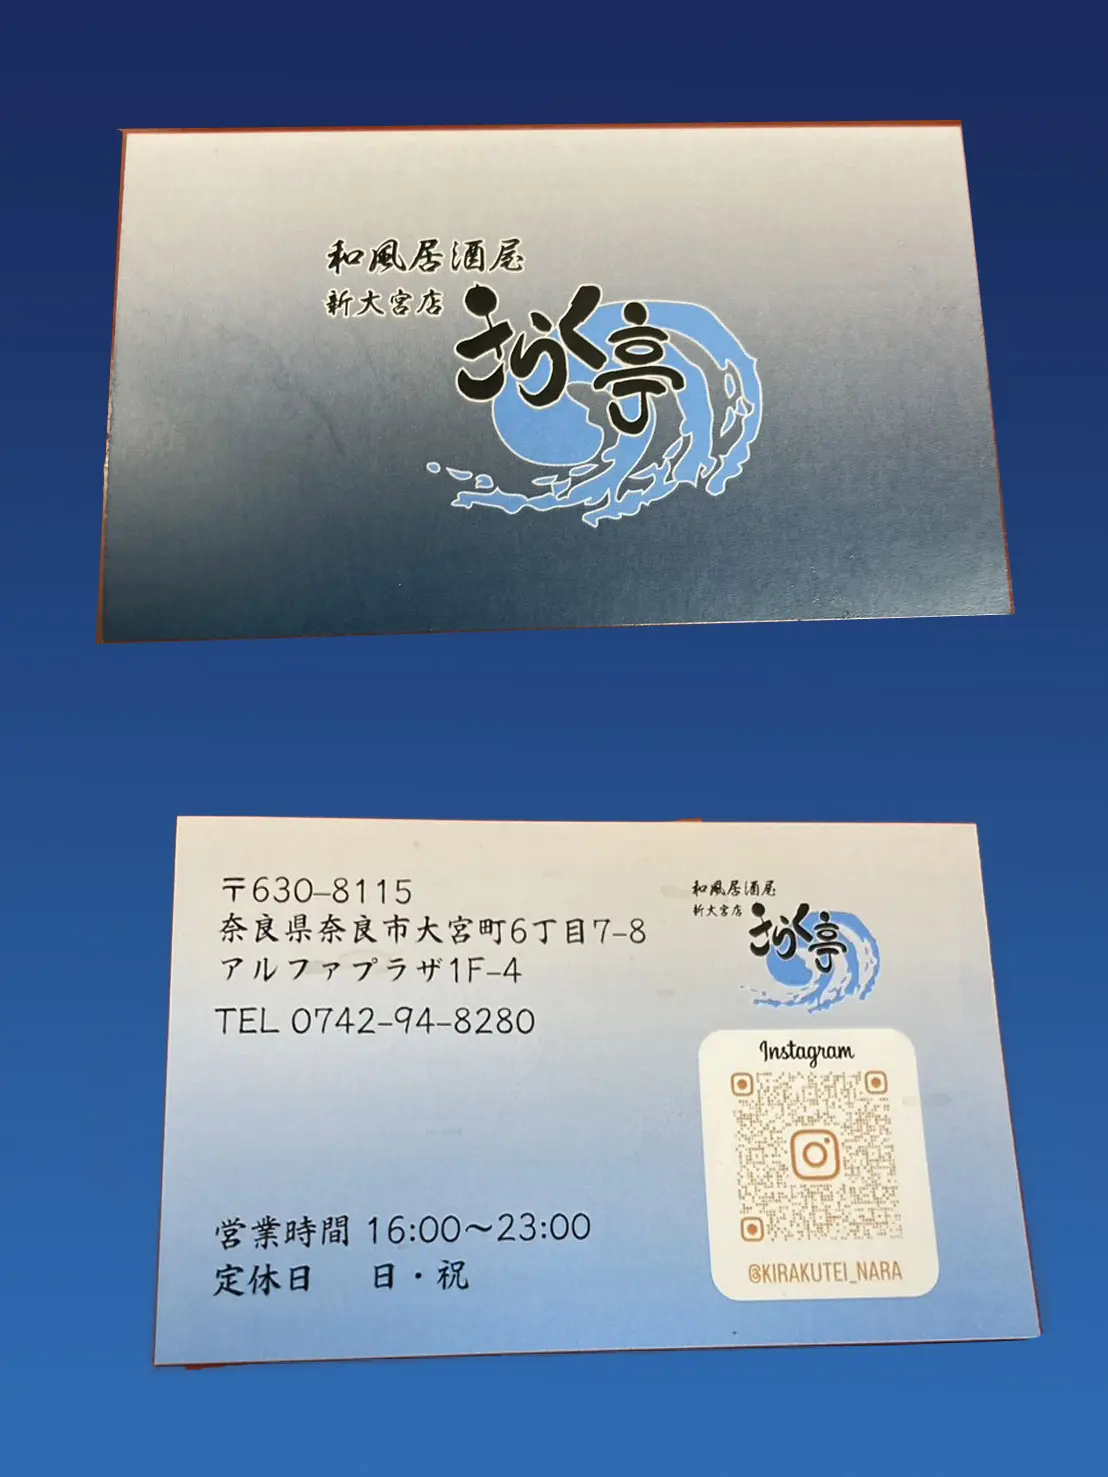 和風居酒屋
新大宮店
きらく亭
〒630-8115
奈良県奈良市大宮町6丁目7-8
アルファプラザ1F-4
TEL 0742-94-8280
営業時間 16:00～23:00
定休日 日・祝
和風居酒屋
新大宮店
きらく亭
Instagram
@KIRAKUTEI_NARA